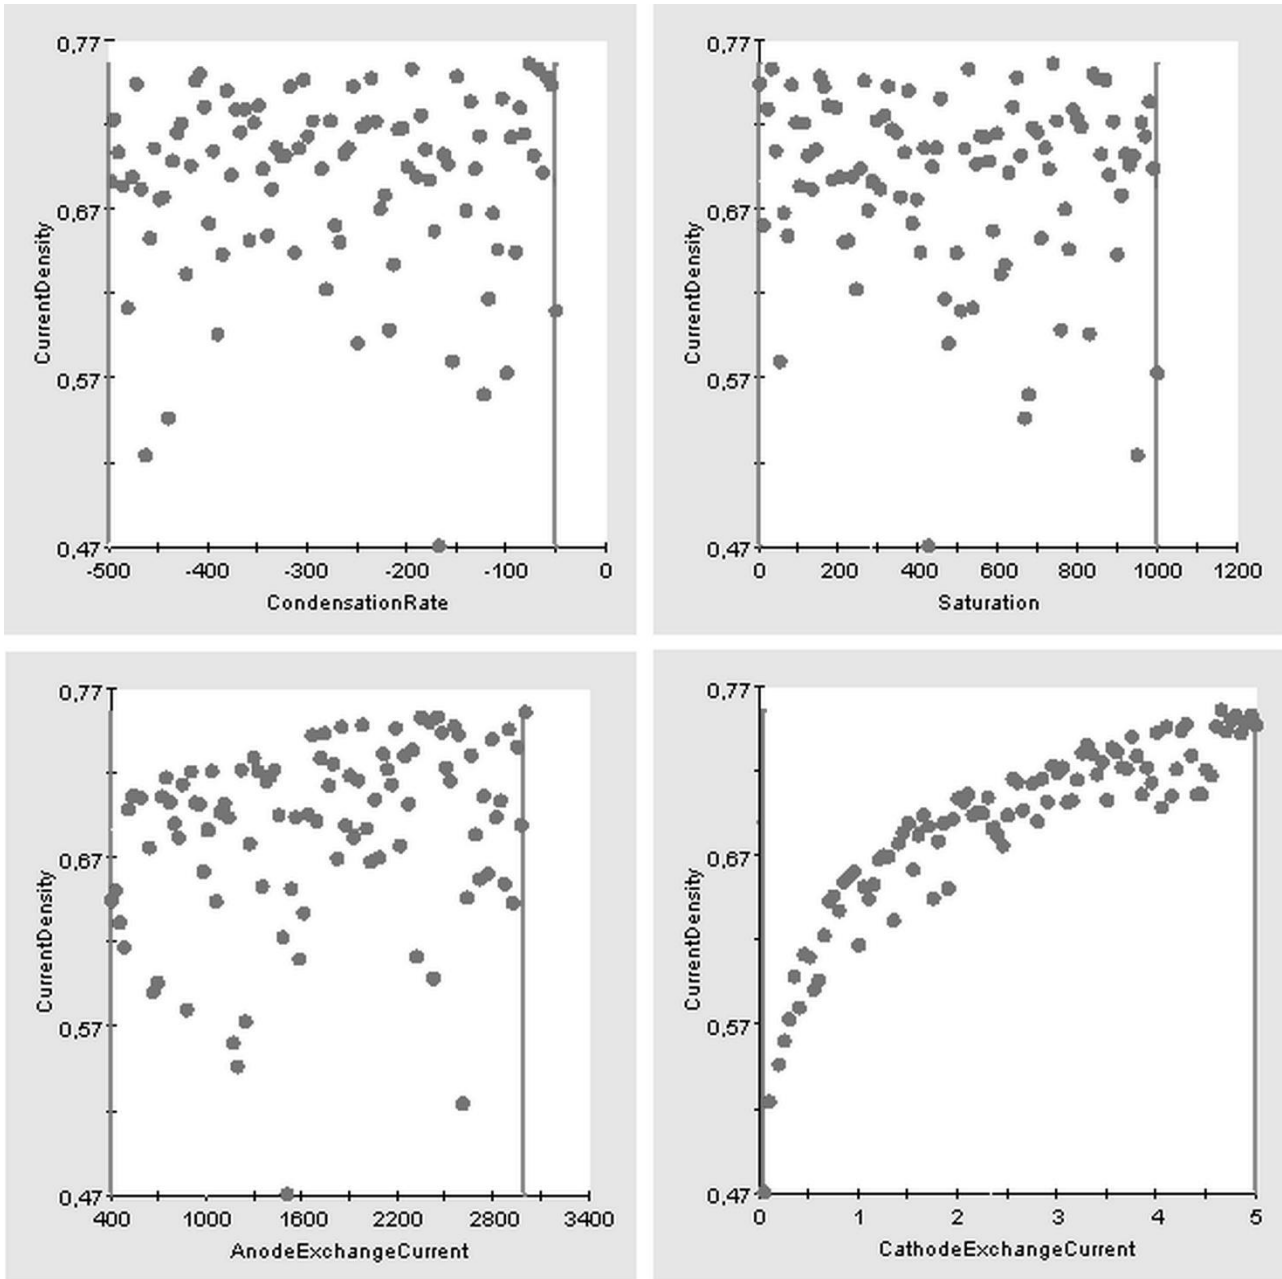 0,77
0,67
0,57
0,47
CurrentDensity
-500 -400 -300 -200 -100 0
CondensationRate
0,77
0,67
0,57
0,47
CurrentDensity
0 200 400 600 800 1000 1200
Saturation
0,77
0,67
0,57
0,47
CurrentDensity
400 1000 1600 2200 2800 3400
AnodeExchangeCurrent
0,77
0,67
0,57
0,47
CurrentDensity
0 1 2 3 4 5
CathodeExchangeCurrent